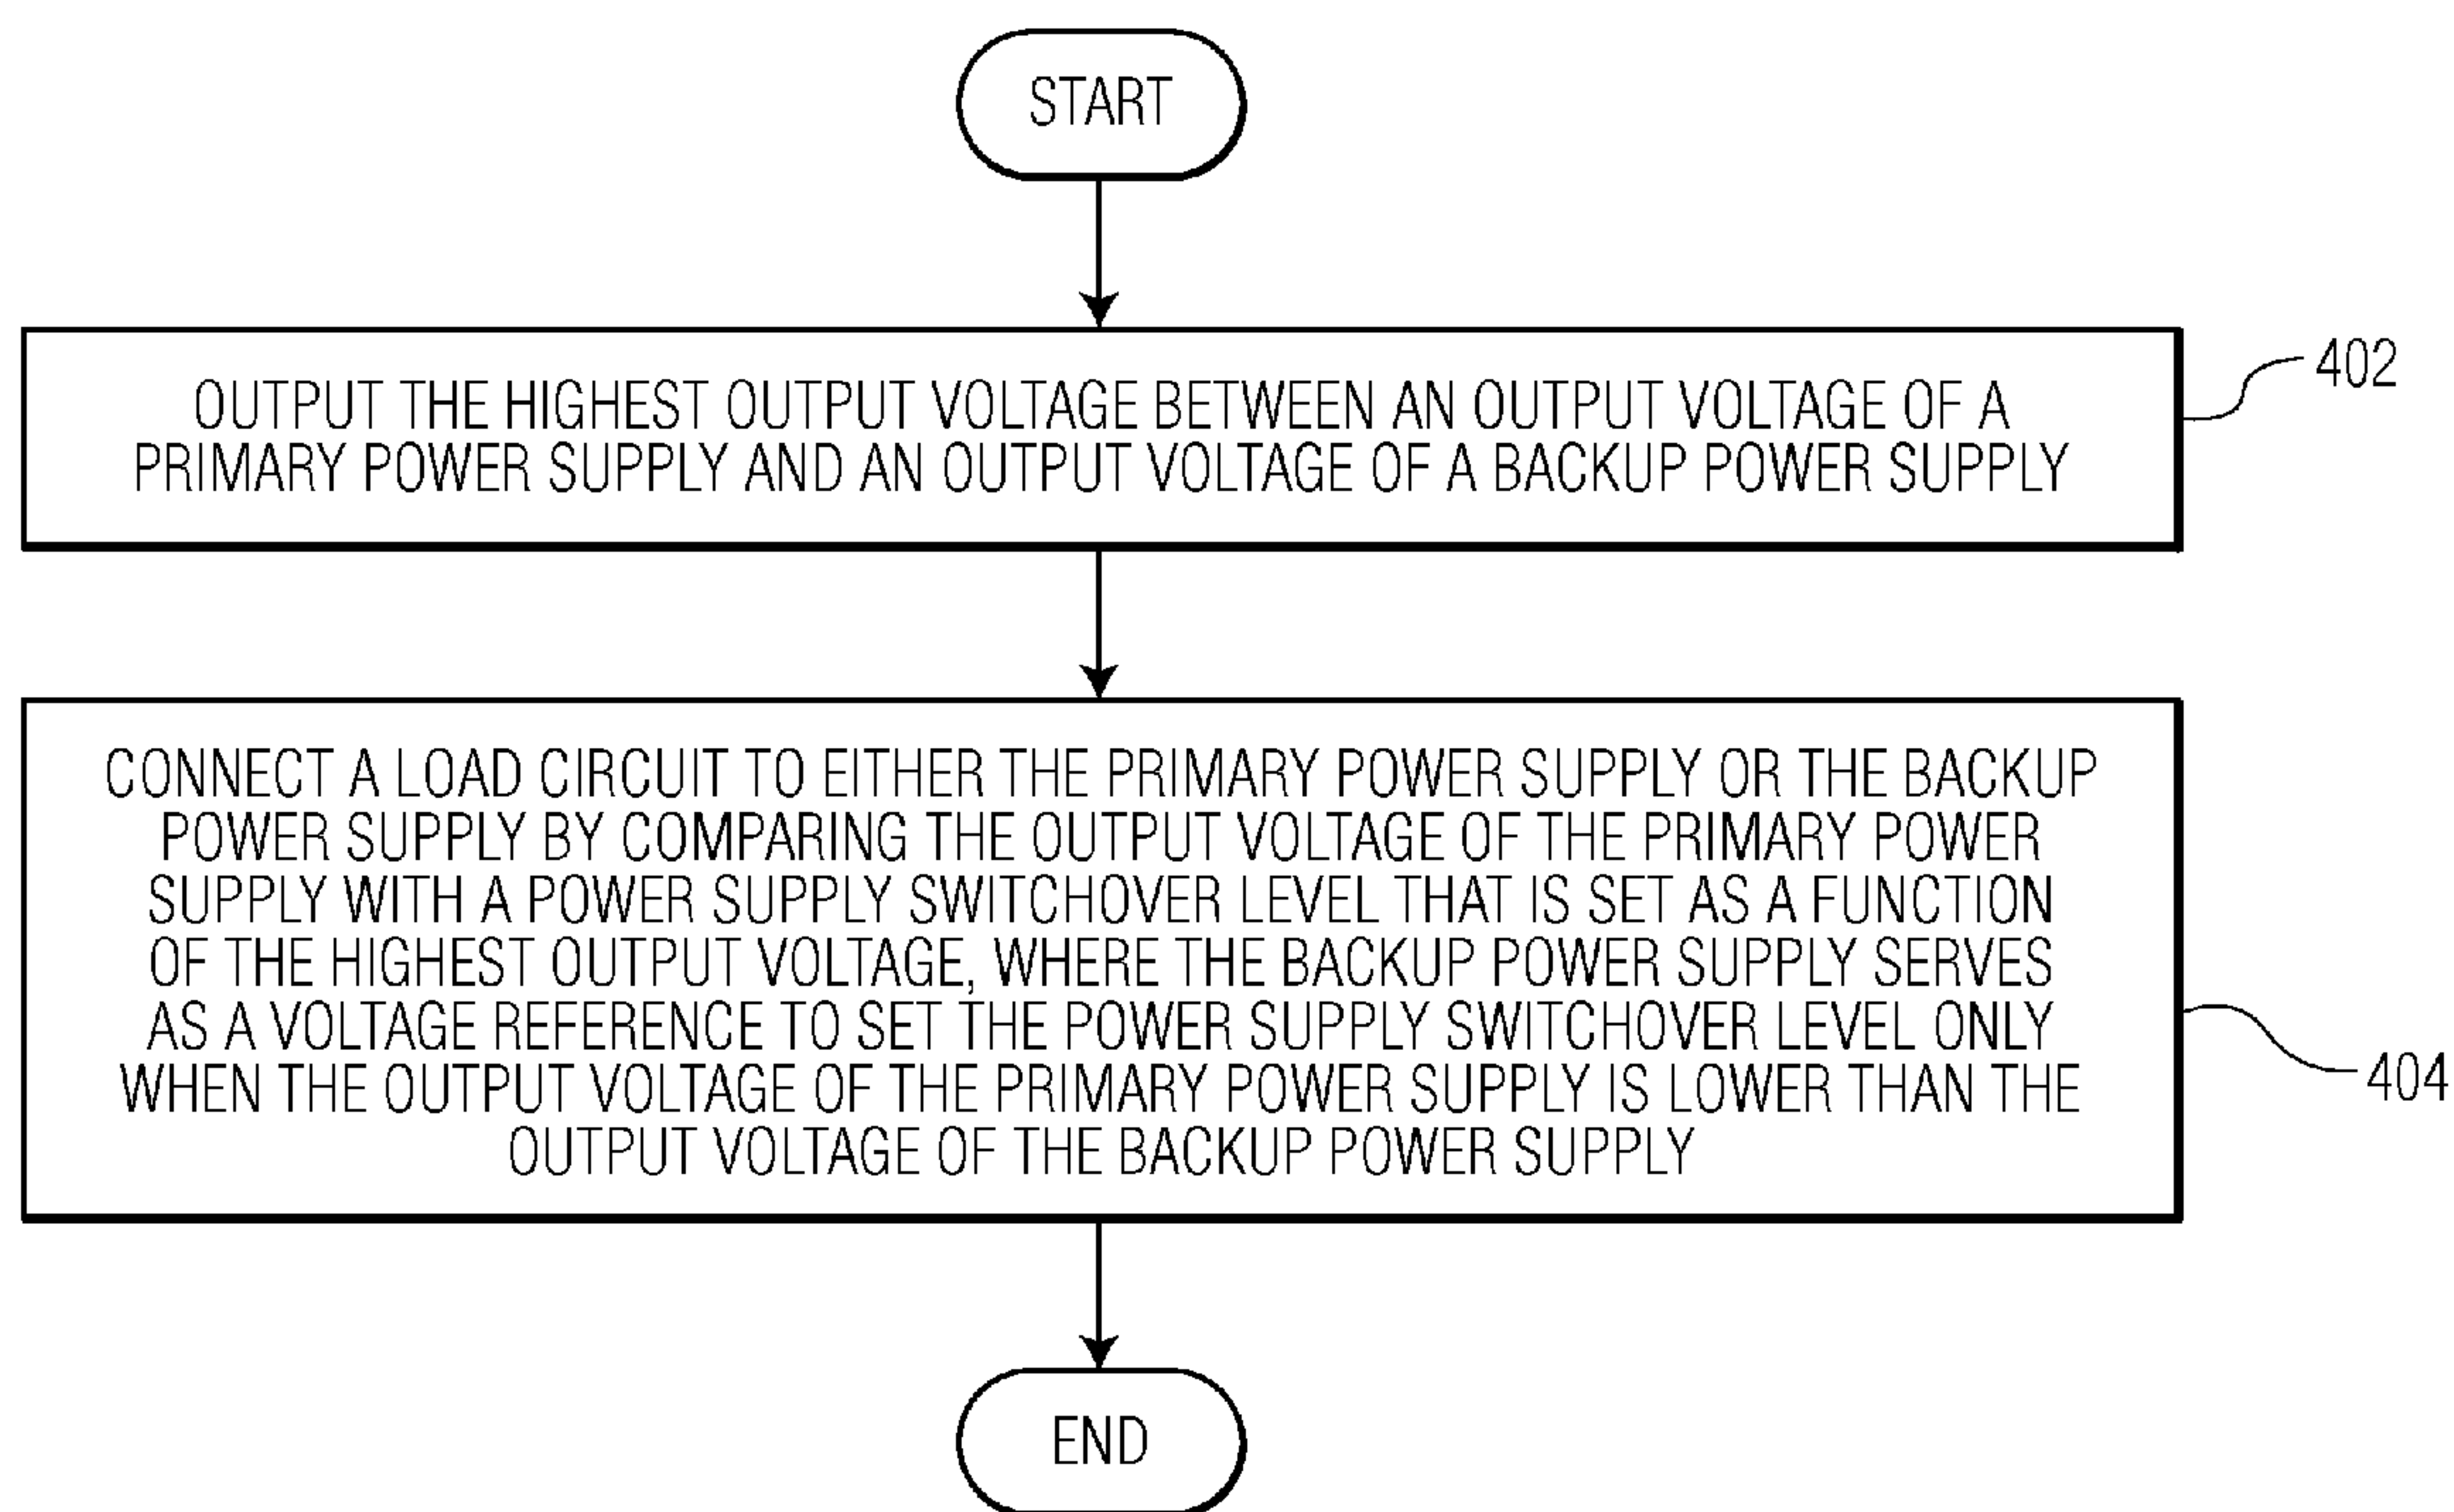 START
OUTPUT THE HIGHEST OUTPUT VOLTAGE BETWEEN AN OUTPUT VOLTAGE OF A
PRIMARY POWER SUPPLY AND AN OUTPUT VOLTAGE OF A BACKUP POWER SUPPLY
402
CONNECT A LOAD CIRCUIT TO EITHER THE PRIMARY POWER SUPPLY OR THE BACKUP
POWER SUPPLY BY COMPARING THE OUTPUT VOLTAGE OF THE PRIMARY POWER
SUPPLY WITH A POWER SUPPLY SWITCHOVER LEVEL THAT IS SET AS A FUNCTION
OF THE HIGHEST OUTPUT VOLTAGE, WHERE THE BACKUP POWER SUPPLY SERVES
AS A VOLTAGE REFERENCE TO SET THE POWER SUPPLY SWITCHOVER LEVEL ONLY
WHEN THE OUTPUT VOLTAGE OF THE PRIMARY POWER SUPPLY IS LOWER THAN THE
OUTPUT VOLTAGE OF THE BACKUP POWER SUPPLY
404
END